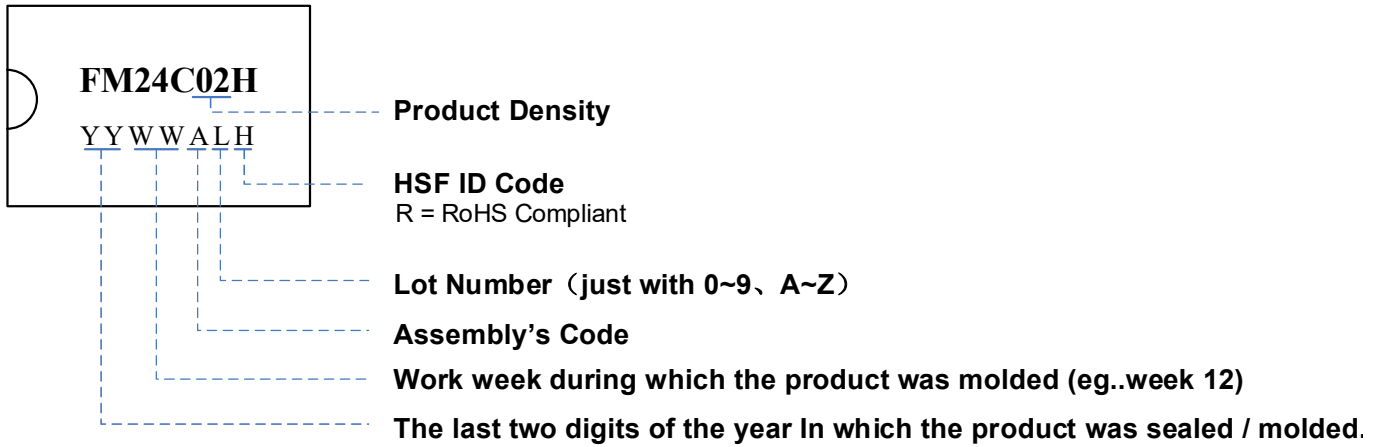 FM24C02H
YYWWALH
Product Density
HSF ID Code
R = RoHS Compliant
Lot Number（just with 0~9、A~Z）
Assembly’s Code
Work week during which the product was molded (eg..week 12)
The last two digits of the year In which the product was sealed / molded.